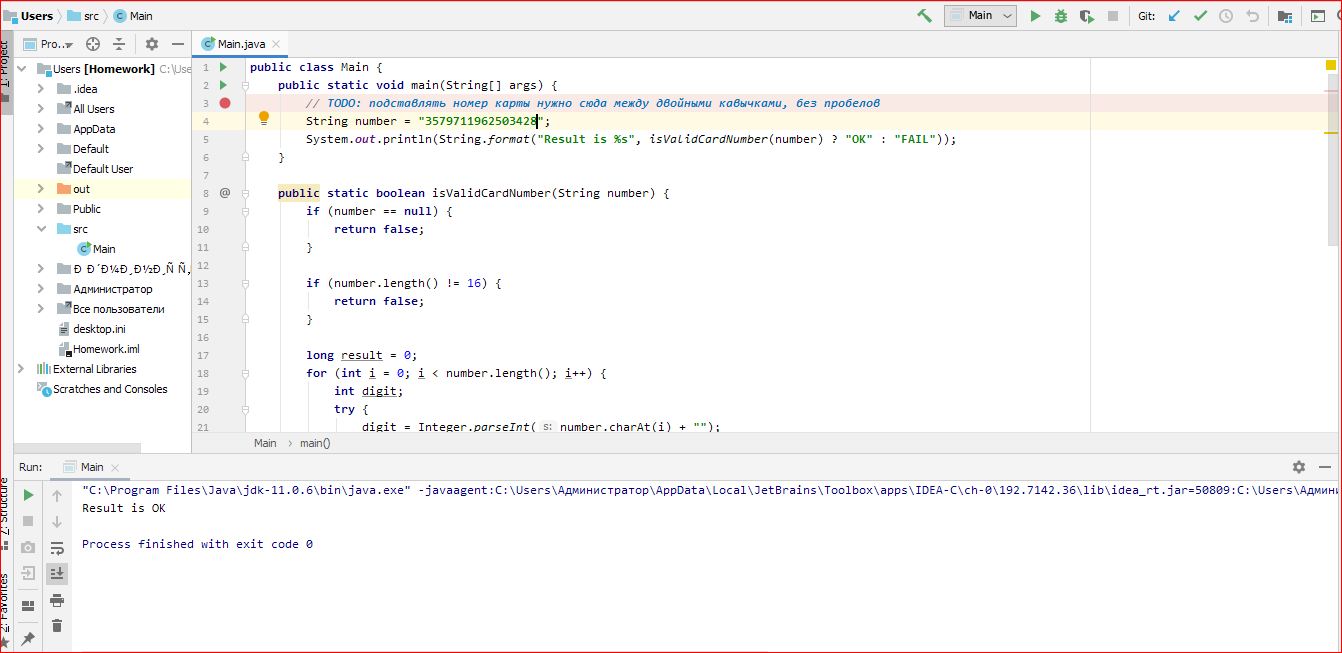 Users src Main Main Git:
Pro... Main.java
1: Project
Users [Homework] C:\Use
.idea
All Users
AppData
Default
Default User
out
Public
src
Main
Администратор
Все пользователи
desktop.ini
Homework.iml
External Libraries
Scratches and Consoles
1 public class Main {
2 public static void main(String[] args) {
3 // TODO: подставлять номер карты нужно сюда между двойными кавычками, без пробелов
4 String number = "3579711962503428";
5 System.out.println(String.format("Result is %s", isValidCardNumber(number) ? "OK" : "FAIL"));
6 }
7
8 @ public static boolean isValidCardNumber(String number) {
9 if (number == null) {
10 return false;
11 }
12
13 if (number.length() != 16) {
14 return false;
15 }
16
17 long result = 0;
18 for (int i = 0; i < number.length(); i++) {
19 int digit;
20 try {
21 digit = Integer.parseInt( s: number.charAt(i) + "");
Main main()
Run: Main
"C:\Program Files\Java\jdk-11.0.6\bin\java.exe" -javaagent:C:\Users\Администратор\AppData\Local\JetBrains\Toolbox\apps\IDEA-C\ch-0\192.7142.36\lib\idea_rt.jar=50809:C:\Users\Админи
Result is OK
Process finished with exit code 0
Z: Structure
2: Favorites